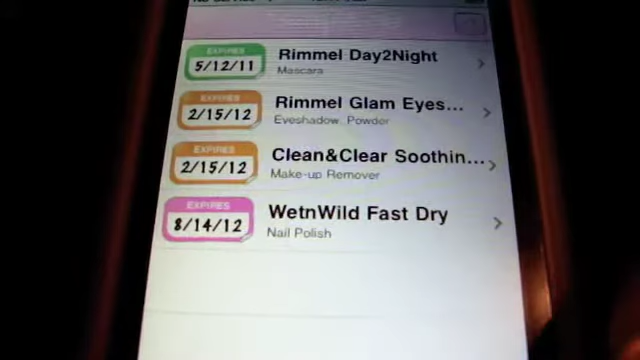 EXPIRES
5/12/11
Rimmel Day2Night
Mascara
EXPIRES
2/15/12
Rimmel Glam Eyes...
Eyeshadow, Powder
EXPIRES
2/15/12
Clean&Clear Soothin...
Make-up Remover
EXPIRES
8/14/12
WetnWild Fast Dry
Nail Polish